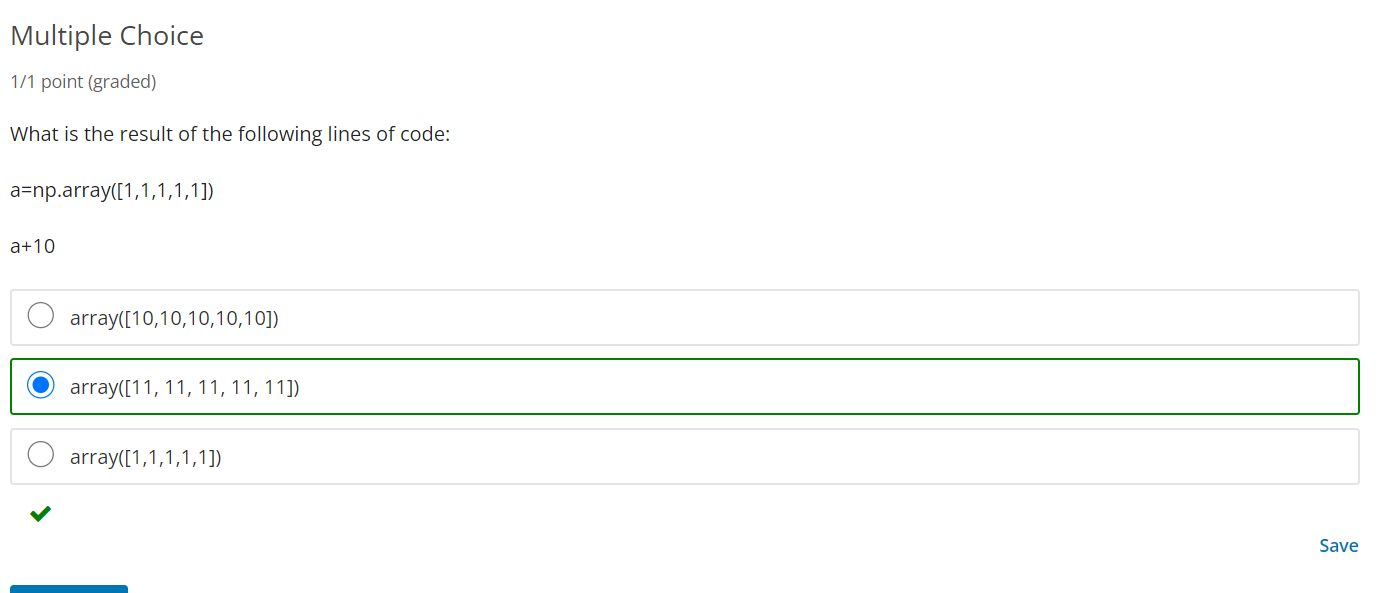 Multiple Choice
1/1 point (graded)
What is the result of the following lines of code:
a=np.array([1,1,1,1,1])
a+10
array([10,10,10,10,10])
array([11, 11, 11, 11, 11])
array([1,1,1,1,1])
Save